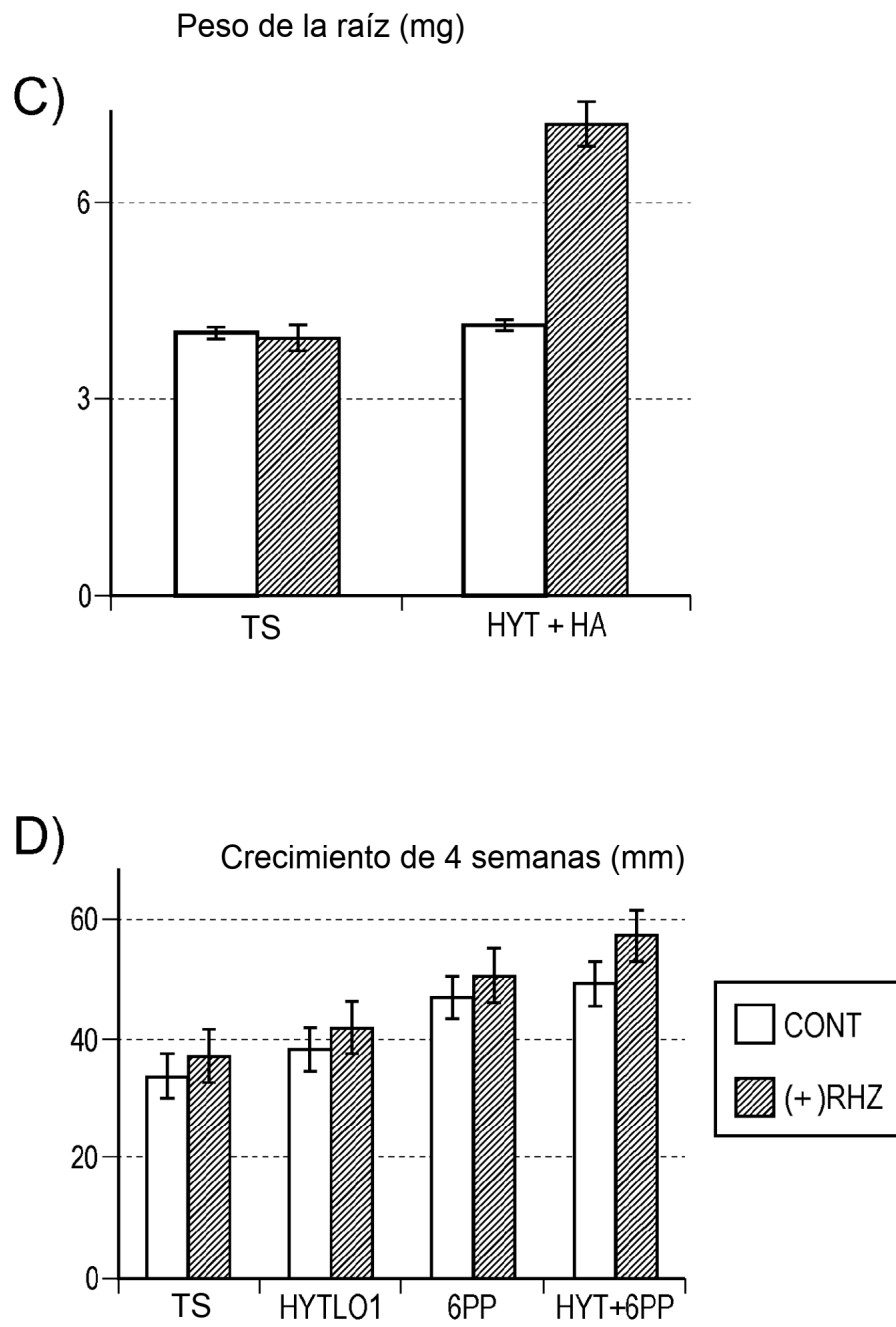 Peso de la raíz (mg)
C)
6
3
0
TS HYT + HA
D)
Crecimiento de 4 semanas (mm)
60
40
20
0
TS HYTLO1 6PP HYT+6PP
CONT
(+)RHZ